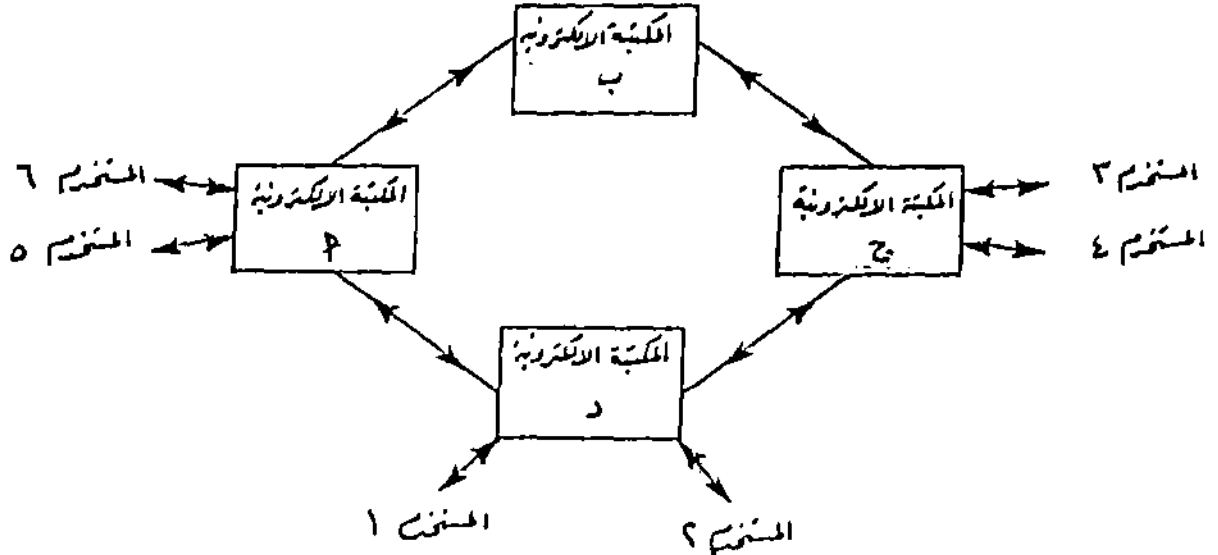 المكتبة الالكترونية
ب
المستخدم ٣
المكتبة الالكترونية
ج
المستخدم ٤
المكتبة الالكترونية
أ
المستخدم ٦
المستخدم ٥
المكتبة الالكترونية
د
المستخدم ٢
المستخدم ١